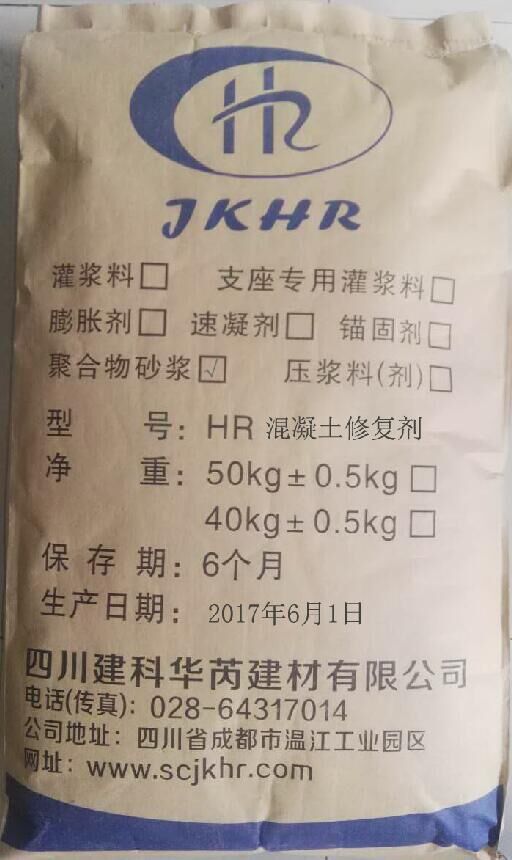 HR
JKHR
灌浆料□ 支座专用灌浆料□
膨胀剂□ 速凝剂□ 锚固剂□
聚合物砂浆☑ 压浆料(剂)□
型 号: HR 混凝土修复剂
净 重: 50kg±0.5kg□
40kg±0.5kg□
保存期: 6个月
生产日期: 2017年6月1日
四川建科华芮建材有限公司
电话(传真): 028-64317014
公司地址: 四川省成都市温江工业园区
网址: www.scjkhr.com